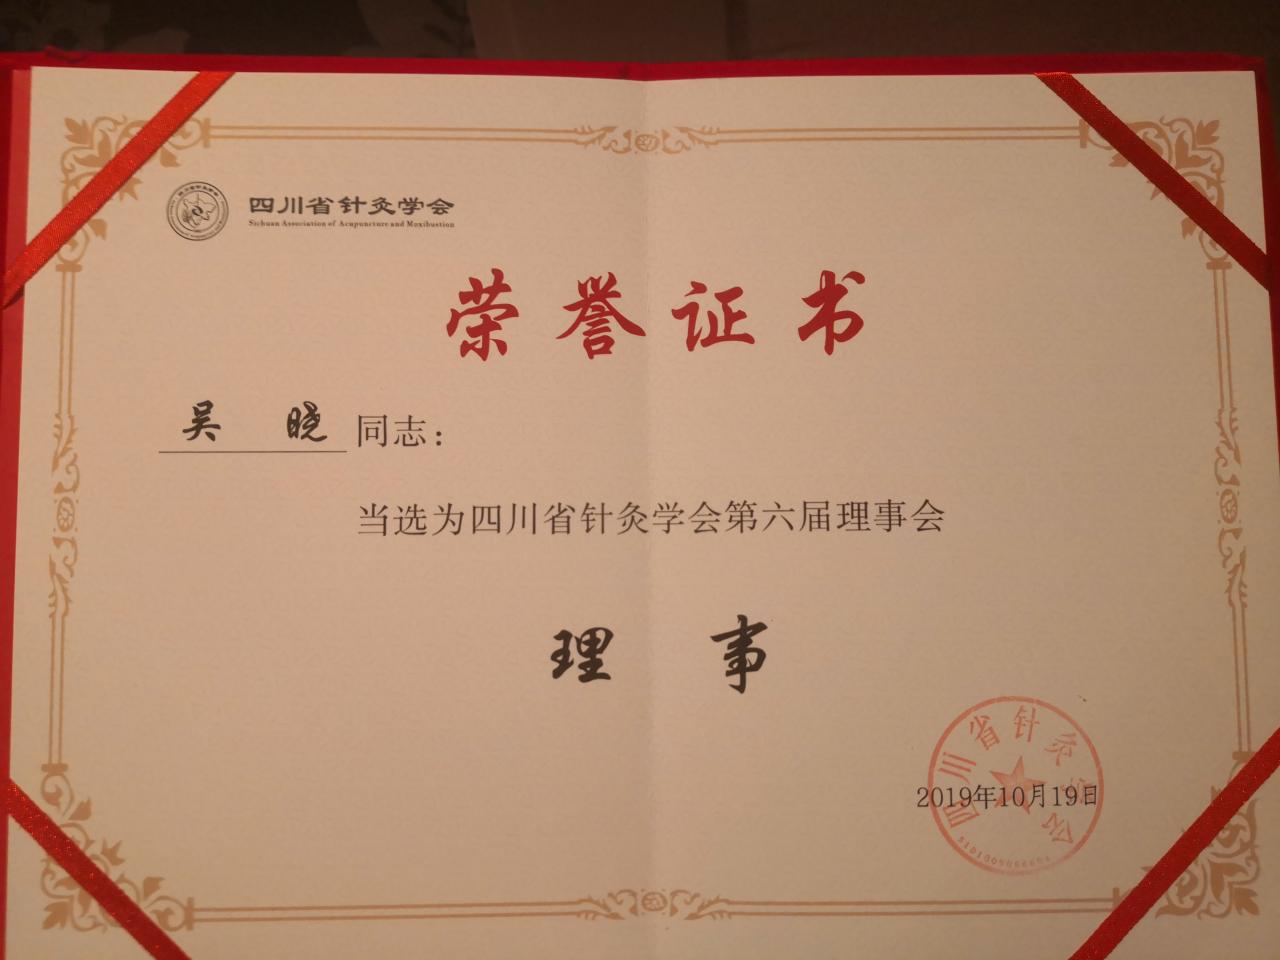 四川省针灸学会
Sichuan Association of Acupuncture and Moxibustion
荣誉证书
吴 晓 同志：
当选为四川省针灸学会第六届理事会
理 事
四川省针灸学会
2019年10月19日